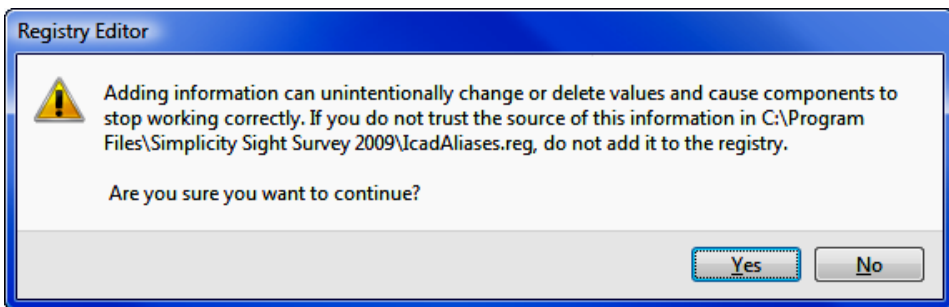 Registry Editor
Adding information can unintentionally change or delete values and cause components to
stop working correctly. If you do not trust the source of this information in C:\Program
Files\Simplicity Sight Survey 2009\IcadAliases.reg, do not add it to the registry.
Are you sure you want to continue?
Yes No